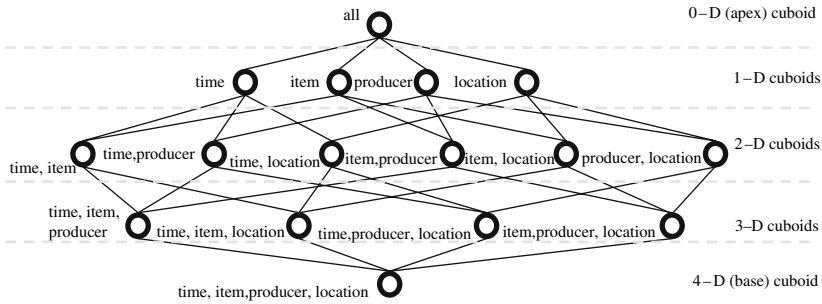 all
0–D (apex) cuboid
time
item
producer
location
1–D cuboids
time, item
time,producer
time, location
item,producer
item, location
producer, location
2–D cuboids
time, item,
producer
time, item, location
time,producer, location
item,producer, location
3–D cuboids
time, item,producer, location
4–D (base) cuboid